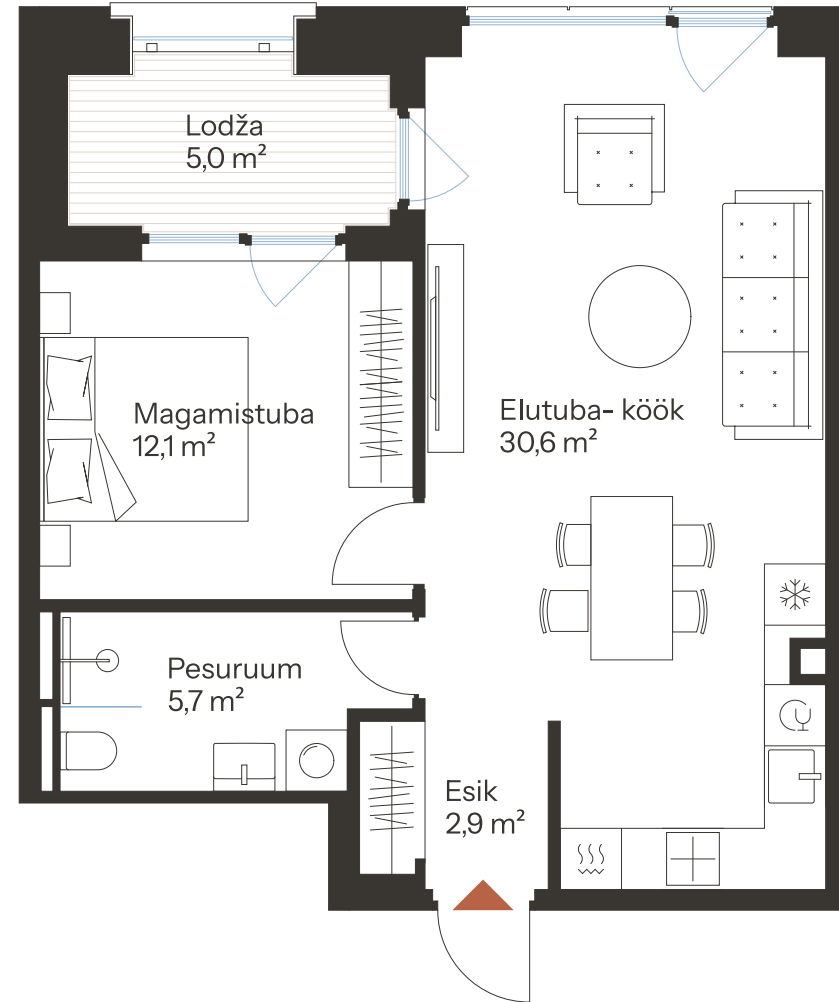 Lodža
5,0 m²
Magamistuba
12,1 m²
Elutuba- köök
30,6 m²
Pesuruum
5,7 m²
Esik
2,9 m²